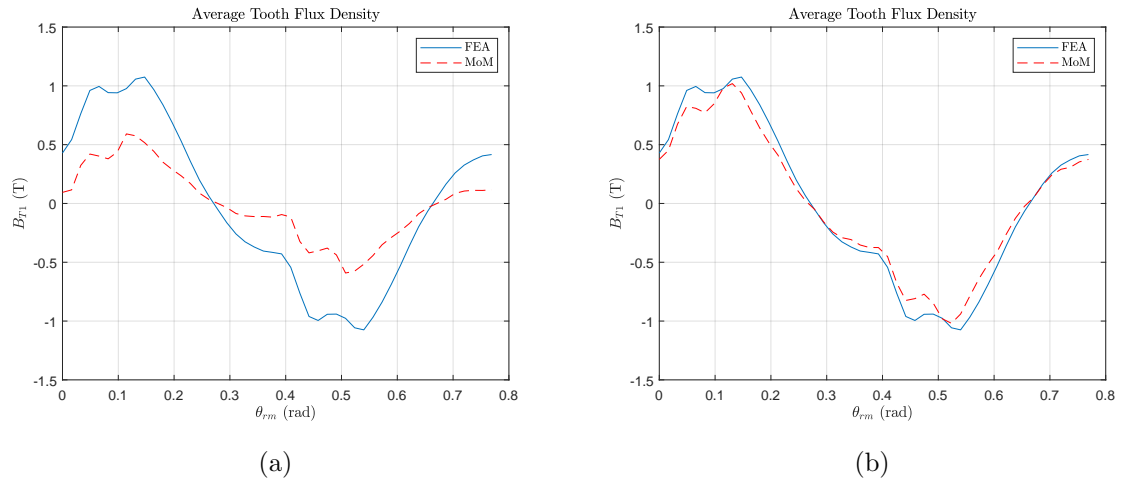 Average Tooth Flux Density
1.5
1
0.5
0
-0.5
-1
-1.5
B_{T1} (T)
FEA
MoM
0 0.1 0.2 0.3 0.4 0.5 0.6 0.7 0.8
θ_{rm} (rad)
(a)
Average Tooth Flux Density
1.5
1
0.5
0
-0.5
-1
-1.5
B_{T1} (T)
FEA
MoM
0 0.1 0.2 0.3 0.4 0.5 0.6 0.7 0.8
θ_{rm} (rad)
(b)